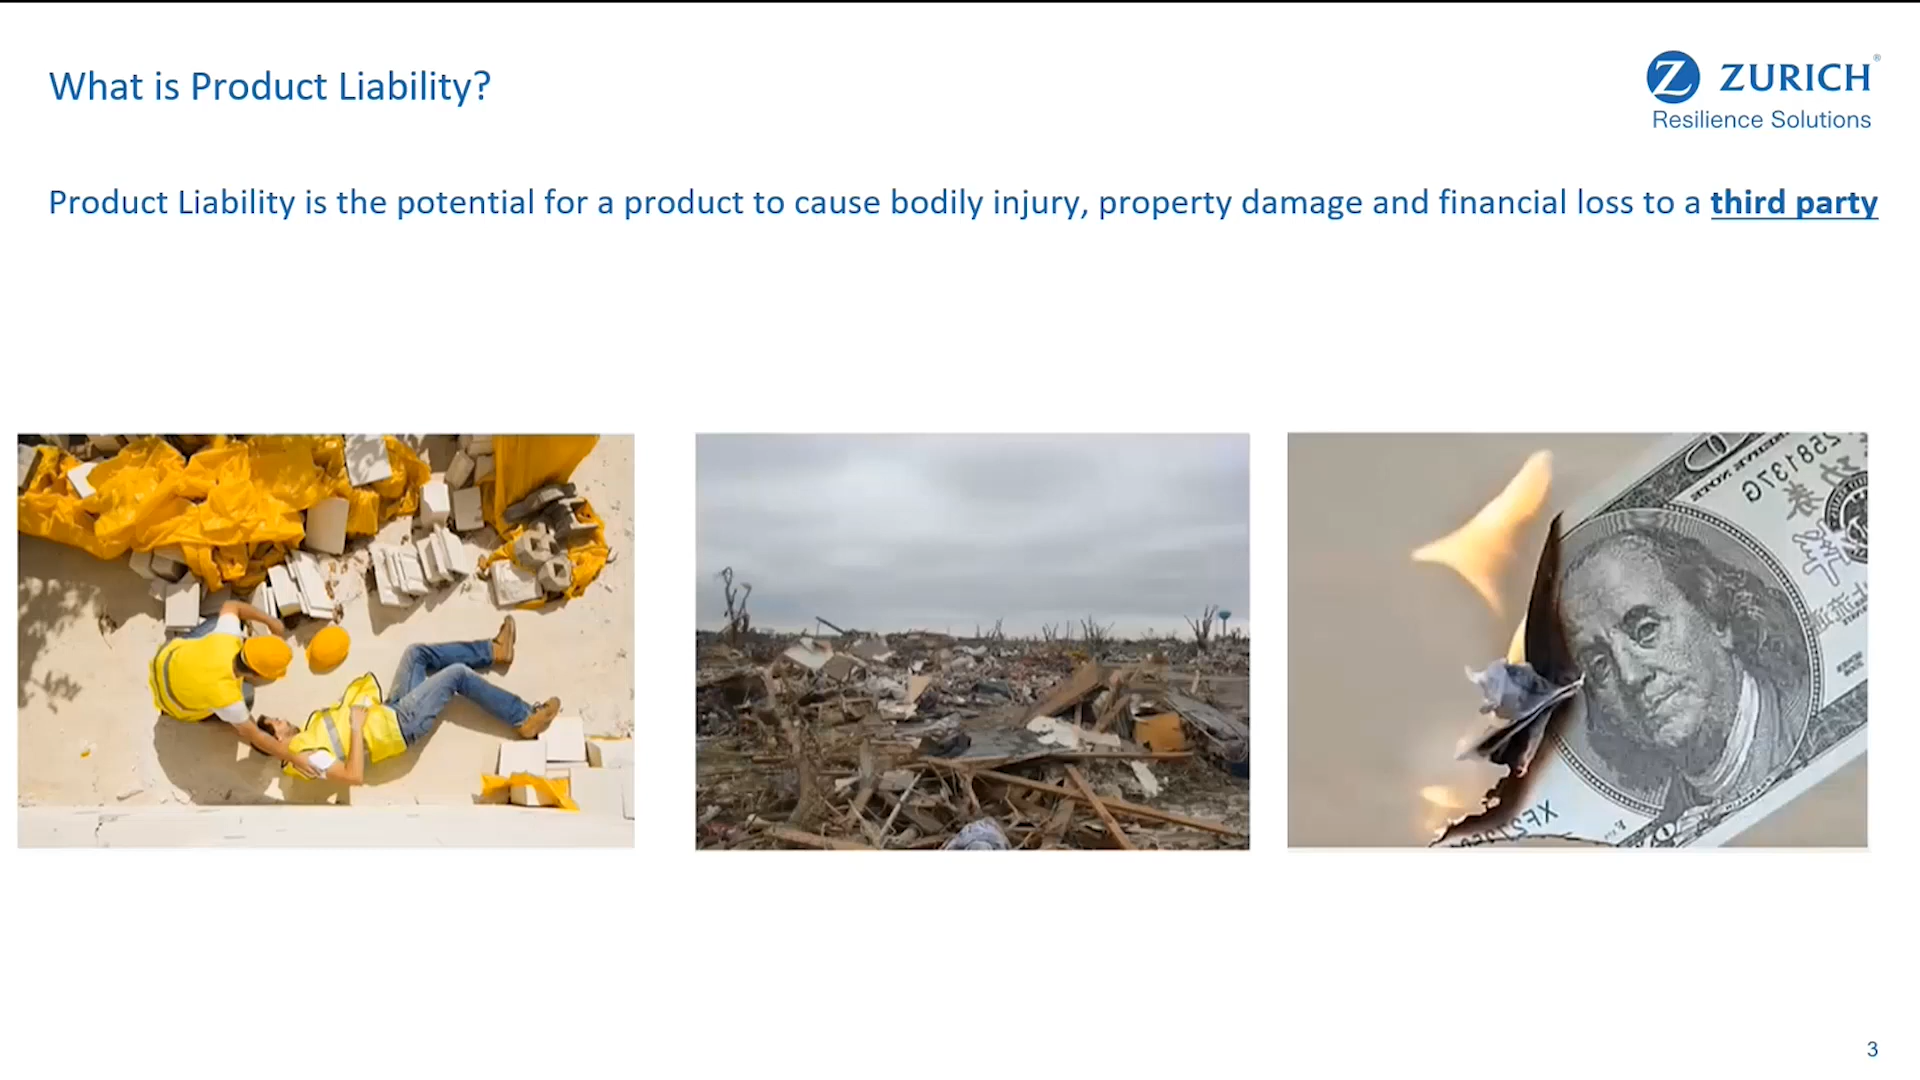 What is Product Liability?
ZURICH®
Resilience Solutions
Product Liability is the potential for a product to cause bodily injury, property damage and financial loss to a third party
3